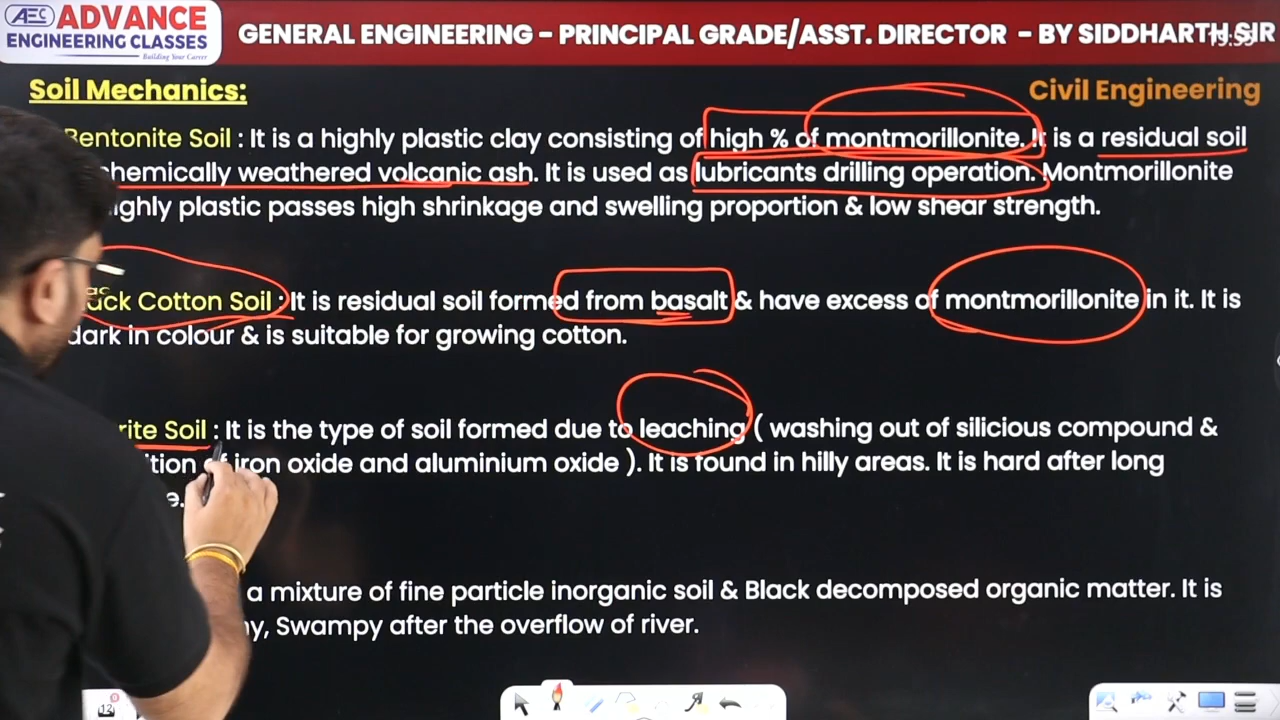 AEC ADVANCE
ENGINEERING CLASSES
Building Your Career
GENERAL ENGINEERING - PRINCIPAL GRADE/ASST. DIRECTOR - BY SIDDHARTH SIR
Soil Mechanics:
Civil Engineering
Bentonite Soil : It is a highly plastic clay consisting of high % of montmorillonite. It is a residual soil
chemically weathered volcanic ash. It is used as lubricants drilling operation. Montmorillonite
highly plastic passes high shrinkage and swelling proportion & low shear strength.
Cotton Soil : It is residual soil formed from basalt & have excess of montmorillonite in it. It is
dark in colour & is suitable for growing cotton.
rite Soil : It is the type of soil formed due to leaching ( washing out of silicious compound &
ition of iron oxide and aluminium oxide ). It is found in hilly areas. It is hard after long
e.
a mixture of fine particle inorganic soil & Black decomposed organic matter. It is
y, Swampy after the overflow of river.
12